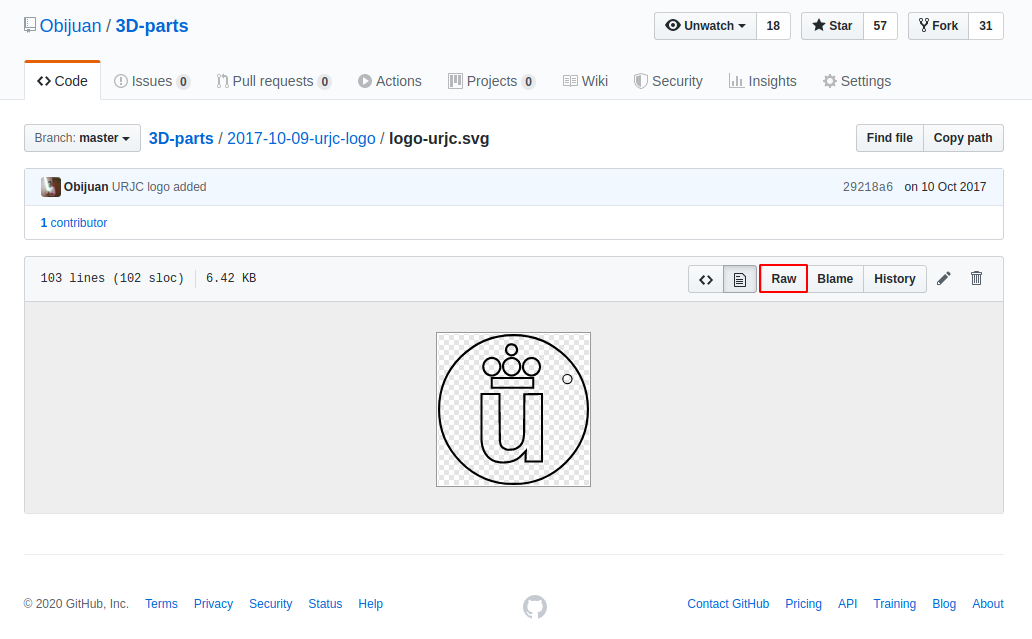 Obijuan / 3D-parts
Unwatch 18 Star 57 Fork 31
Code Issues 0 Pull requests 0 Actions Projects 0 Wiki Security Insights Settings
Branch: master 3D-parts / 2017-10-09-urjc-logo / logo-urjc.svg Find file Copy path
Obijuan URJC logo added 29218a6 on 10 Oct 2017
1 contributor
103 lines (102 sloc) 6.42 KB Raw Blame History
u
© 2020 GitHub, Inc. Terms Privacy Security Status Help Contact GitHub Pricing API Training Blog About